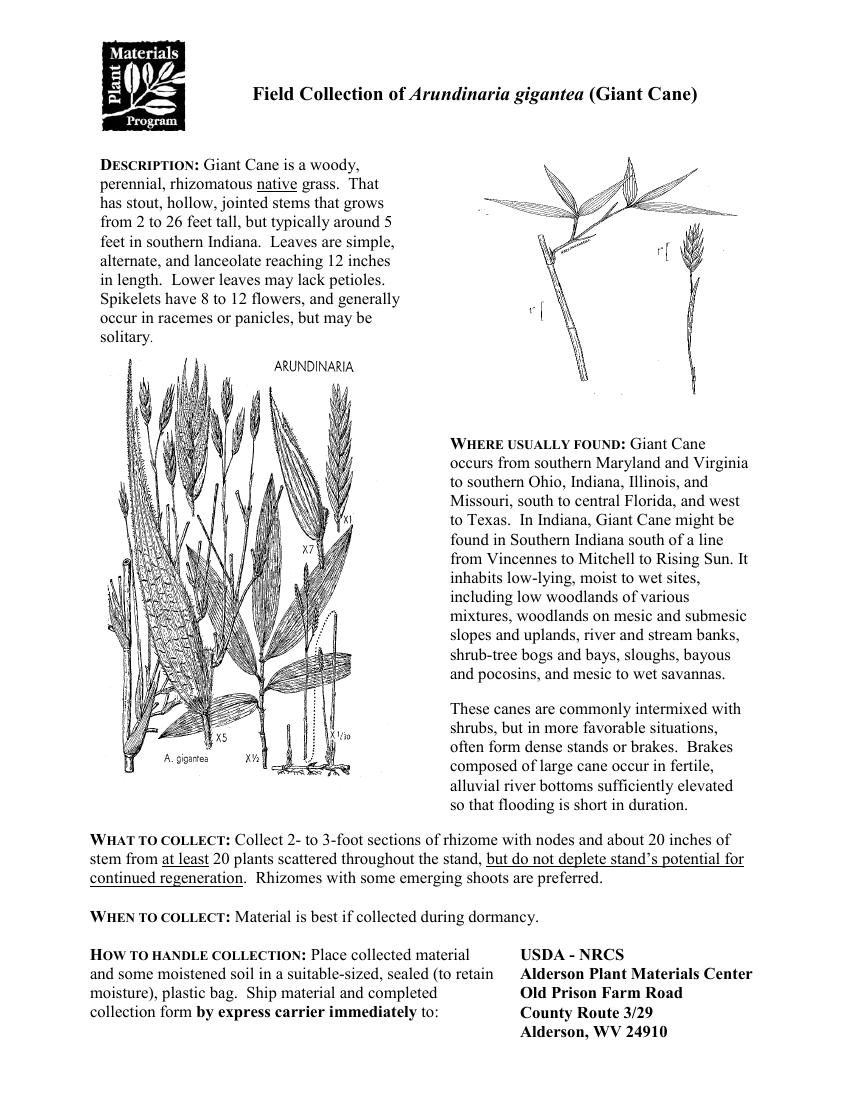 Plant Materials
Program
Field Collection of Arundinaria gigantea (Giant Cane)
DESCRIPTION: Giant Cane is a woody,
perennial, rhizomatous native grass. That
has stout, hollow, jointed stems that grows
from 2 to 26 feet tall, but typically around 5
feet in southern Indiana. Leaves are simple,
alternate, and lanceolate reaching 12 inches
in length. Lower leaves may lack petioles.
Spikelets have 8 to 12 flowers, and generally
occur in racemes or panicles, but may be
solitary.
1"
1"
ARUNDINARIA
X1
X7
X5
X 1/30
A. gigantea
X½
WHERE USUALLY FOUND: Giant Cane
occurs from southern Maryland and Virginia
to southern Ohio, Indiana, Illinois, and
Missouri, south to central Florida, and west
to Texas. In Indiana, Giant Cane might be
found in Southern Indiana south of a line
from Vincennes to Mitchell to Rising Sun. It
inhabits low-lying, moist to wet sites,
including low woodlands of various
mixtures, woodlands on mesic and submesic
slopes and uplands, river and stream banks,
shrub-tree bogs and bays, sloughs, bayous
and pocosins, and mesic to wet savannas.
These canes are commonly intermixed with
shrubs, but in more favorable situations,
often form dense stands or brakes. Brakes
composed of large cane occur in fertile,
alluvial river bottoms sufficiently elevated
so that flooding is short in duration.
WHAT TO COLLECT: Collect 2- to 3-foot sections of rhizome with nodes and about 20 inches of
stem from at least 20 plants scattered throughout the stand, but do not deplete stand's potential for
continued regeneration. Rhizomes with some emerging shoots are preferred.
WHEN TO COLLECT: Material is best if collected during dormancy.
HOW TO HANDLE COLLECTION: Place collected material
and some moistened soil in a suitable-sized, sealed (to retain
moisture), plastic bag. Ship material and completed
collection form by express carrier immediately to:
USDA - NRCS
Alderson Plant Materials Center
Old Prison Farm Road
County Route 3/29
Alderson, WV 24910